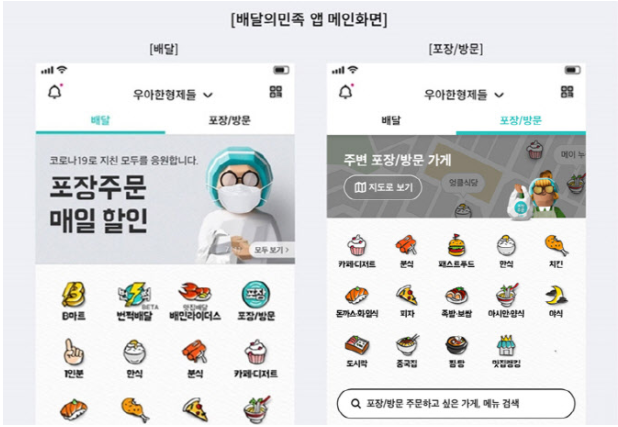 [배달의민족 앱 메인화면]
[배달]
우아한형제들
배달 포장/방문
코로나19로 지친 모두를 응원합니다.
포장주문
매일 할인
모두 보기 >
B마트 번쩍배달 BETA 맛집배달 배민라이더스 포장/방문
포장
1인분 한식 분식 카페·디저트
[포장/방문]
우아한형제들
배달 포장/방문
주변 포장/방문 가게
지도로 보기
카페·디저트 분식 패스트푸드 한식 치킨
돈까스·회·일식 피자 족발·보쌈 아시안·양식 야식
도시락 중국집 찜·탕 맛집랭킹
포장/방문 주문하고 싶은 가게, 메뉴 검색